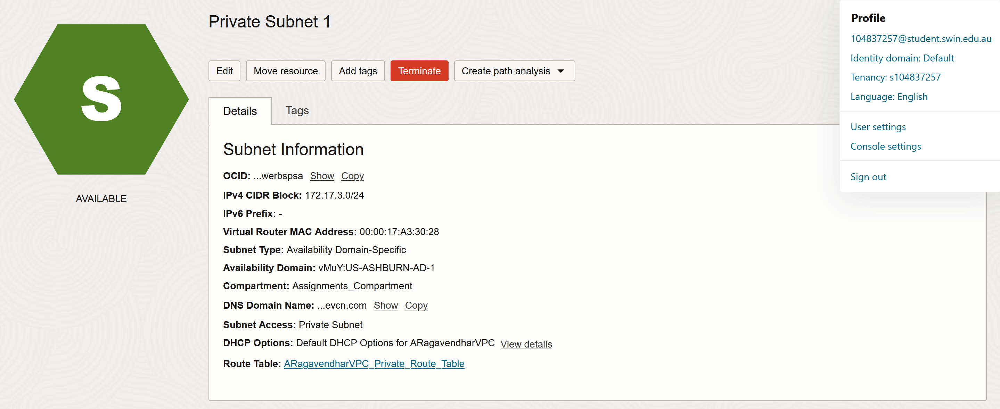 Private Subnet 1
Profile
104837257@student.swin.edu.au
Identity domain: Default
Tenancy: s104837257
Language: English
User settings
Console settings
Sign out
s
AVAILABLE
Edit Move resource Add tags Terminate Create path analysis
Details Tags
Subnet Information
OCID: ...werbspsa Show Copy
IPv4 CIDR Block: 172.17.3.0/24
IPv6 Prefix: -
Virtual Router MAC Address: 00:00:17:A3:30:28
Subnet Type: Availability Domain-Specific
Availability Domain: vMuY:US-ASHBURN-AD-1
Compartment: Assignments_Compartment
DNS Domain Name: ...evcn.com Show Copy
Subnet Access: Private Subnet
DHCP Options: Default DHCP Options for ARagavendharVPC View details
Route Table: ARagavendharVPC_Private_Route_Table